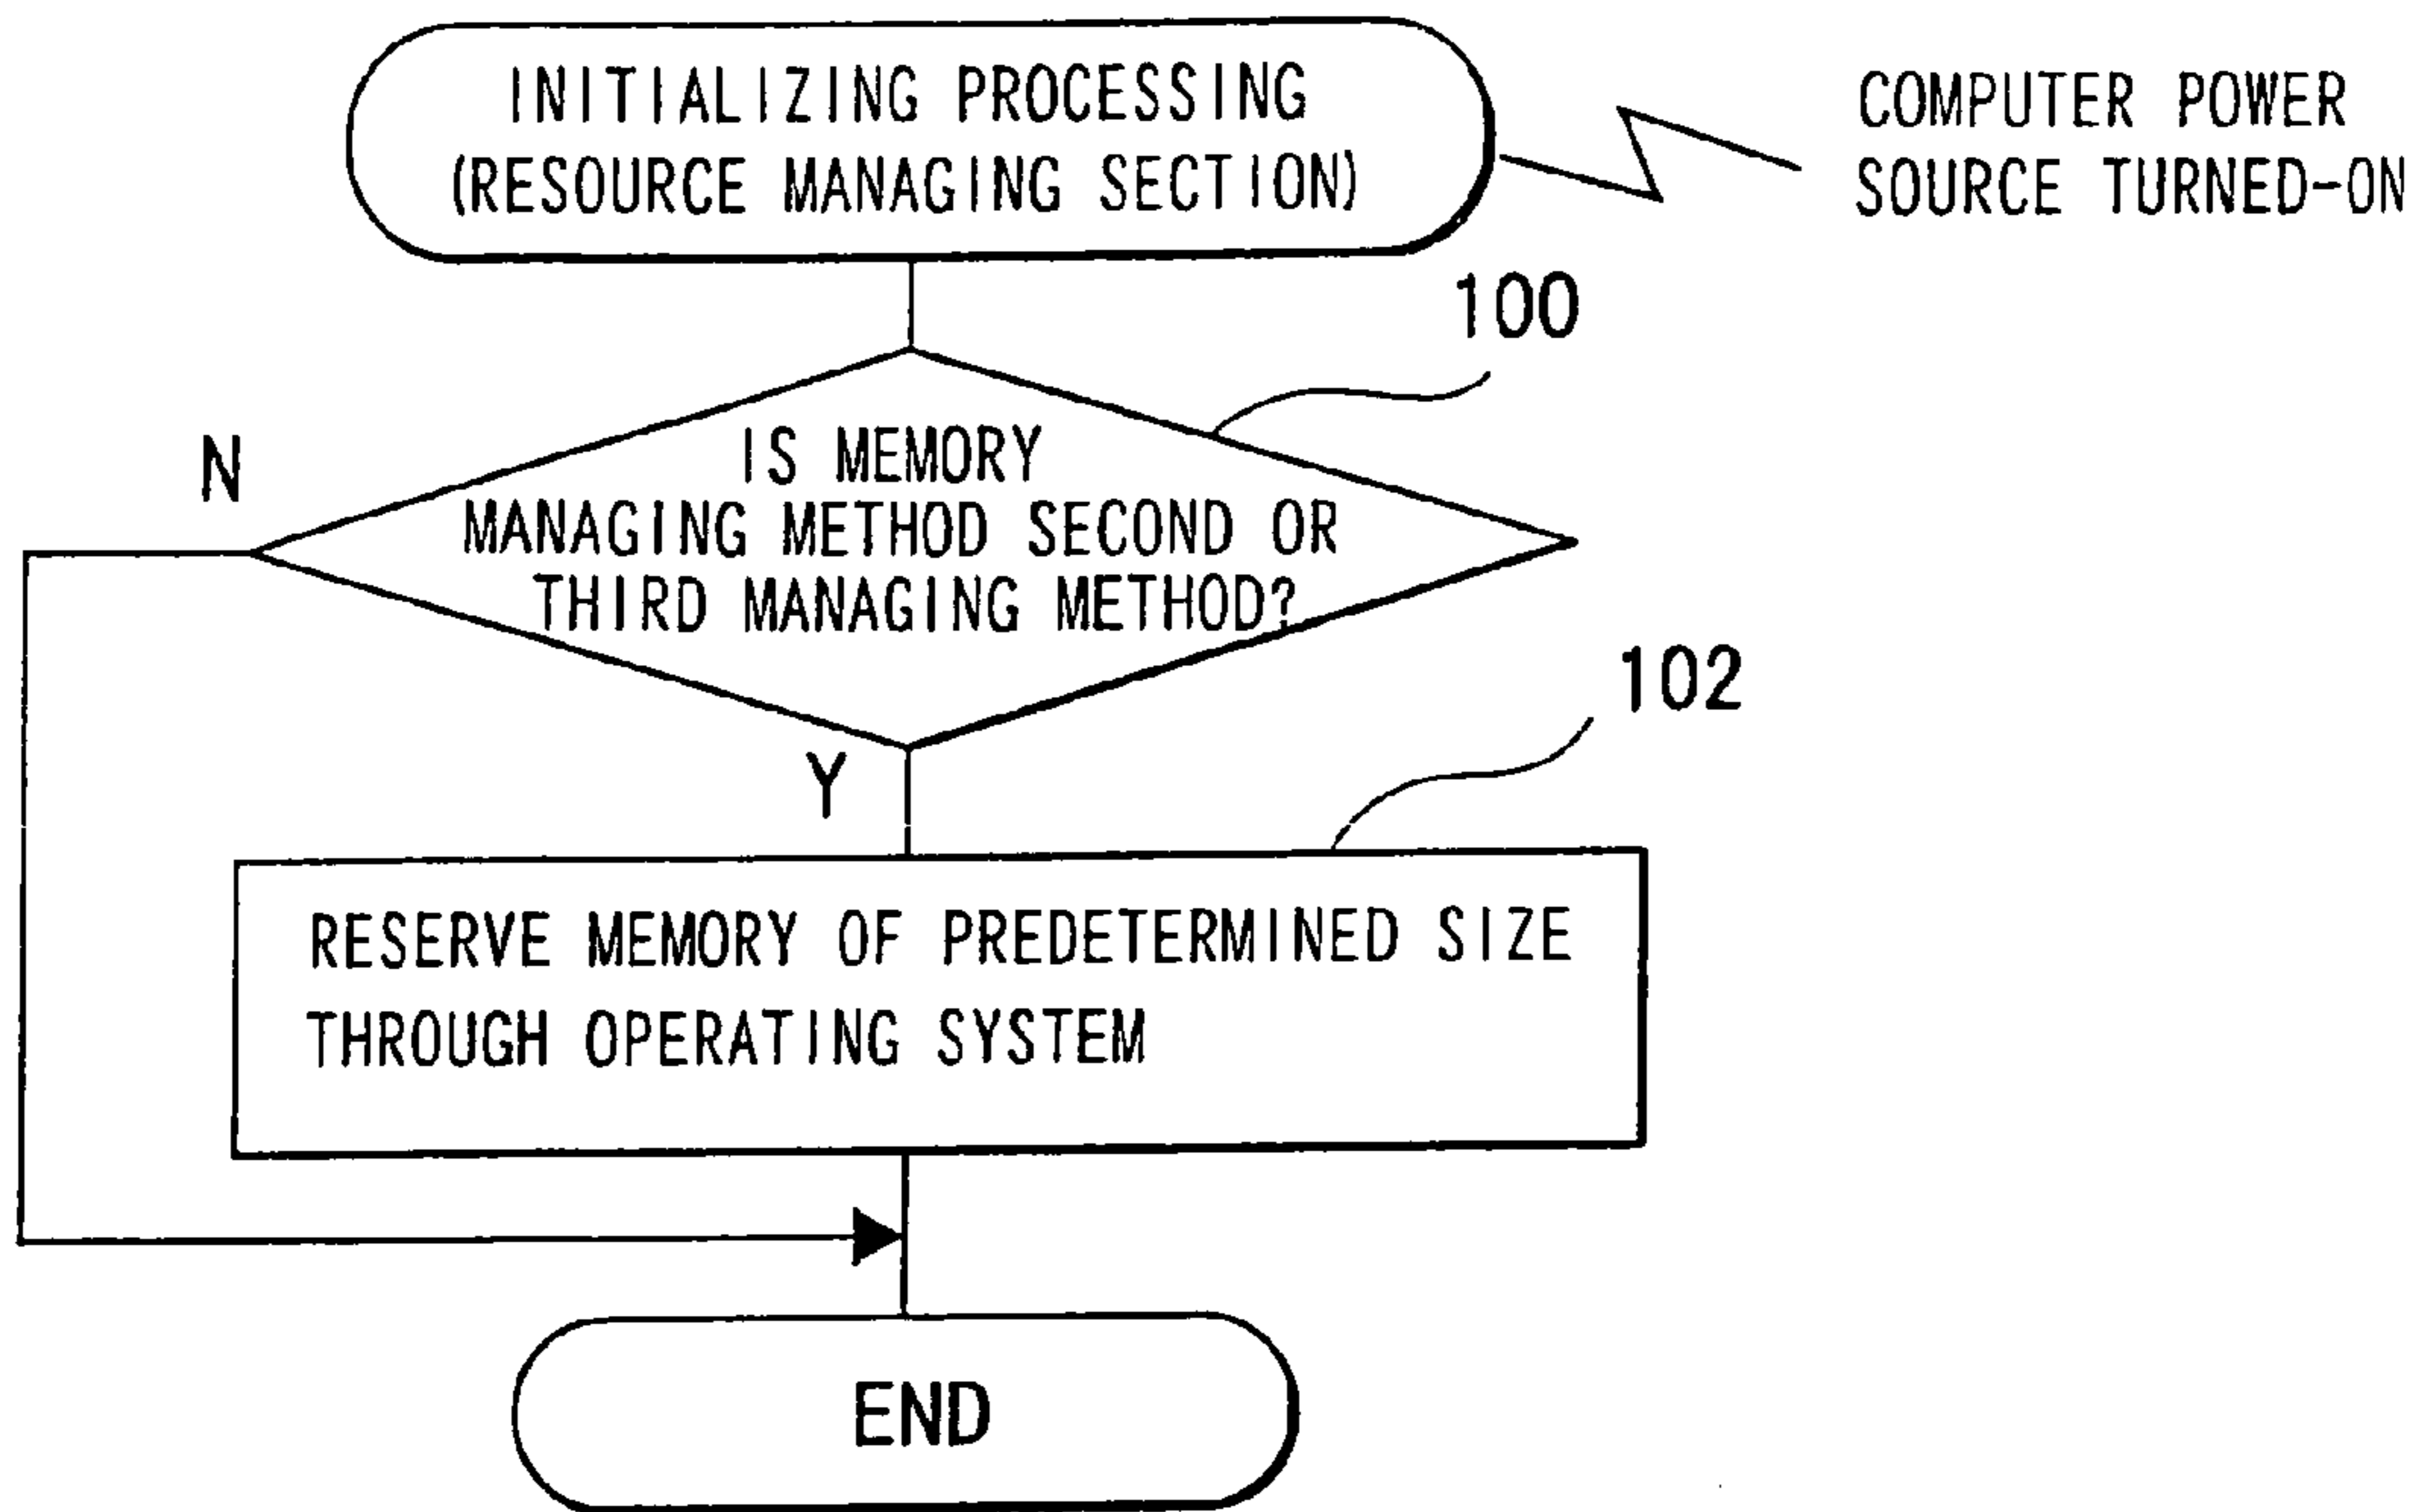 INITIALIZING PROCESSING
(RESOURCE MANAGING SECTION)
COMPUTER POWER
SOURCE TURNED-ON
100
IS MEMORY
MANAGING METHOD SECOND OR
THIRD MANAGING METHOD?
N
102
Y
RESERVE MEMORY OF PREDETERMINED SIZE
THROUGH OPERATING SYSTEM
END